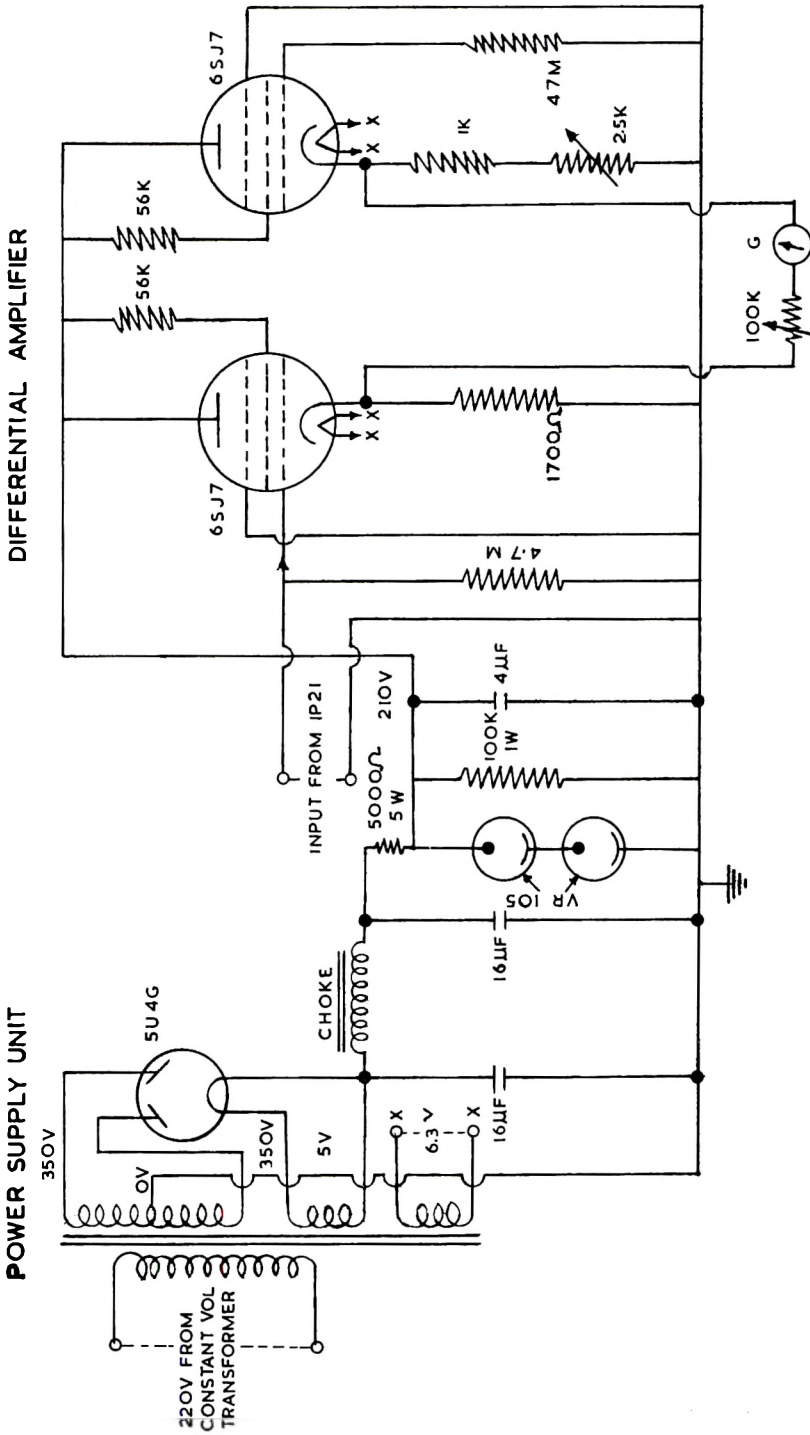 POWER SUPPLY UNIT
DIFFERENTIAL AMPLIFIER
350V
5U4G
0V
350V
5V
220V FROM
CONSTANT VOL
TRANSFORMER
X
6.3 V
X
CHOKE
16µF
16µF
VR 105
5000Ω
5 W
210V
100K
1W
4µF
INPUT FROM IP21
4·7 M
6SJ7
56K
X X
1700Ω
56K
6SJ7
X X
1K
2.5K
47M
100K
G